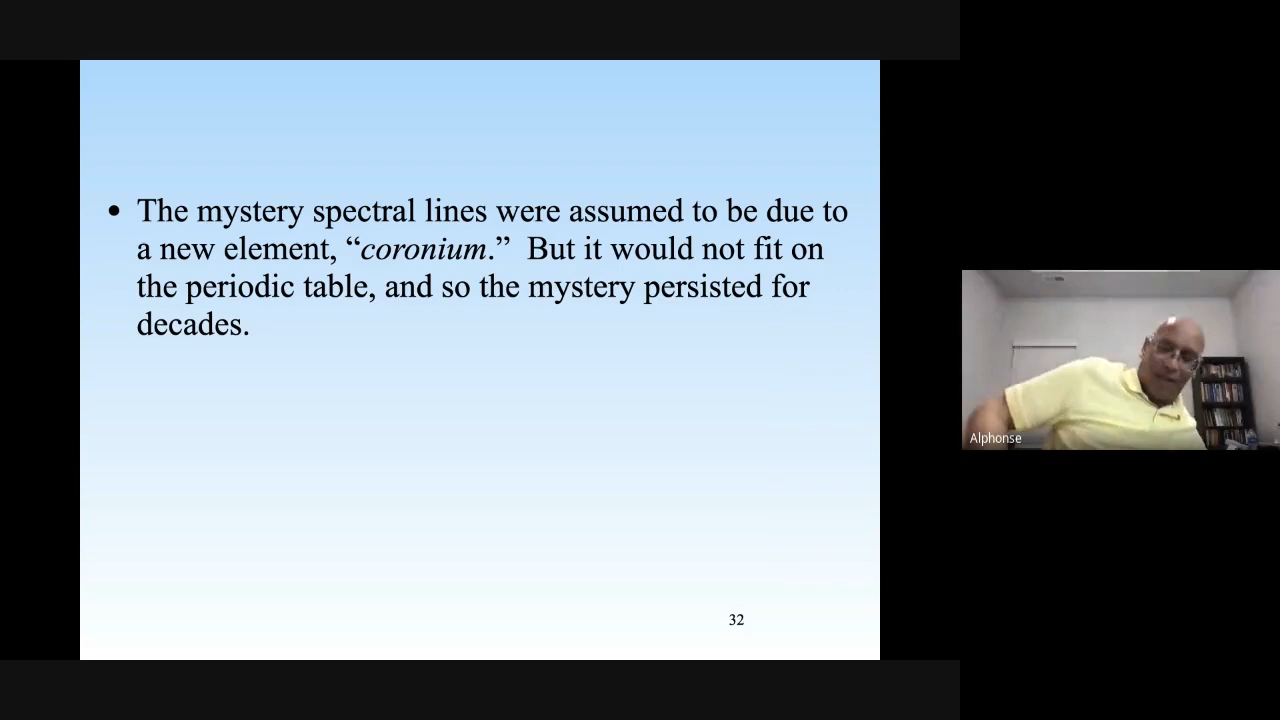 • The mystery spectral lines were assumed to be due to
a new element, “coronium.” But it would not fit on
the periodic table, and so the mystery persisted for
decades.
32
Alphonse